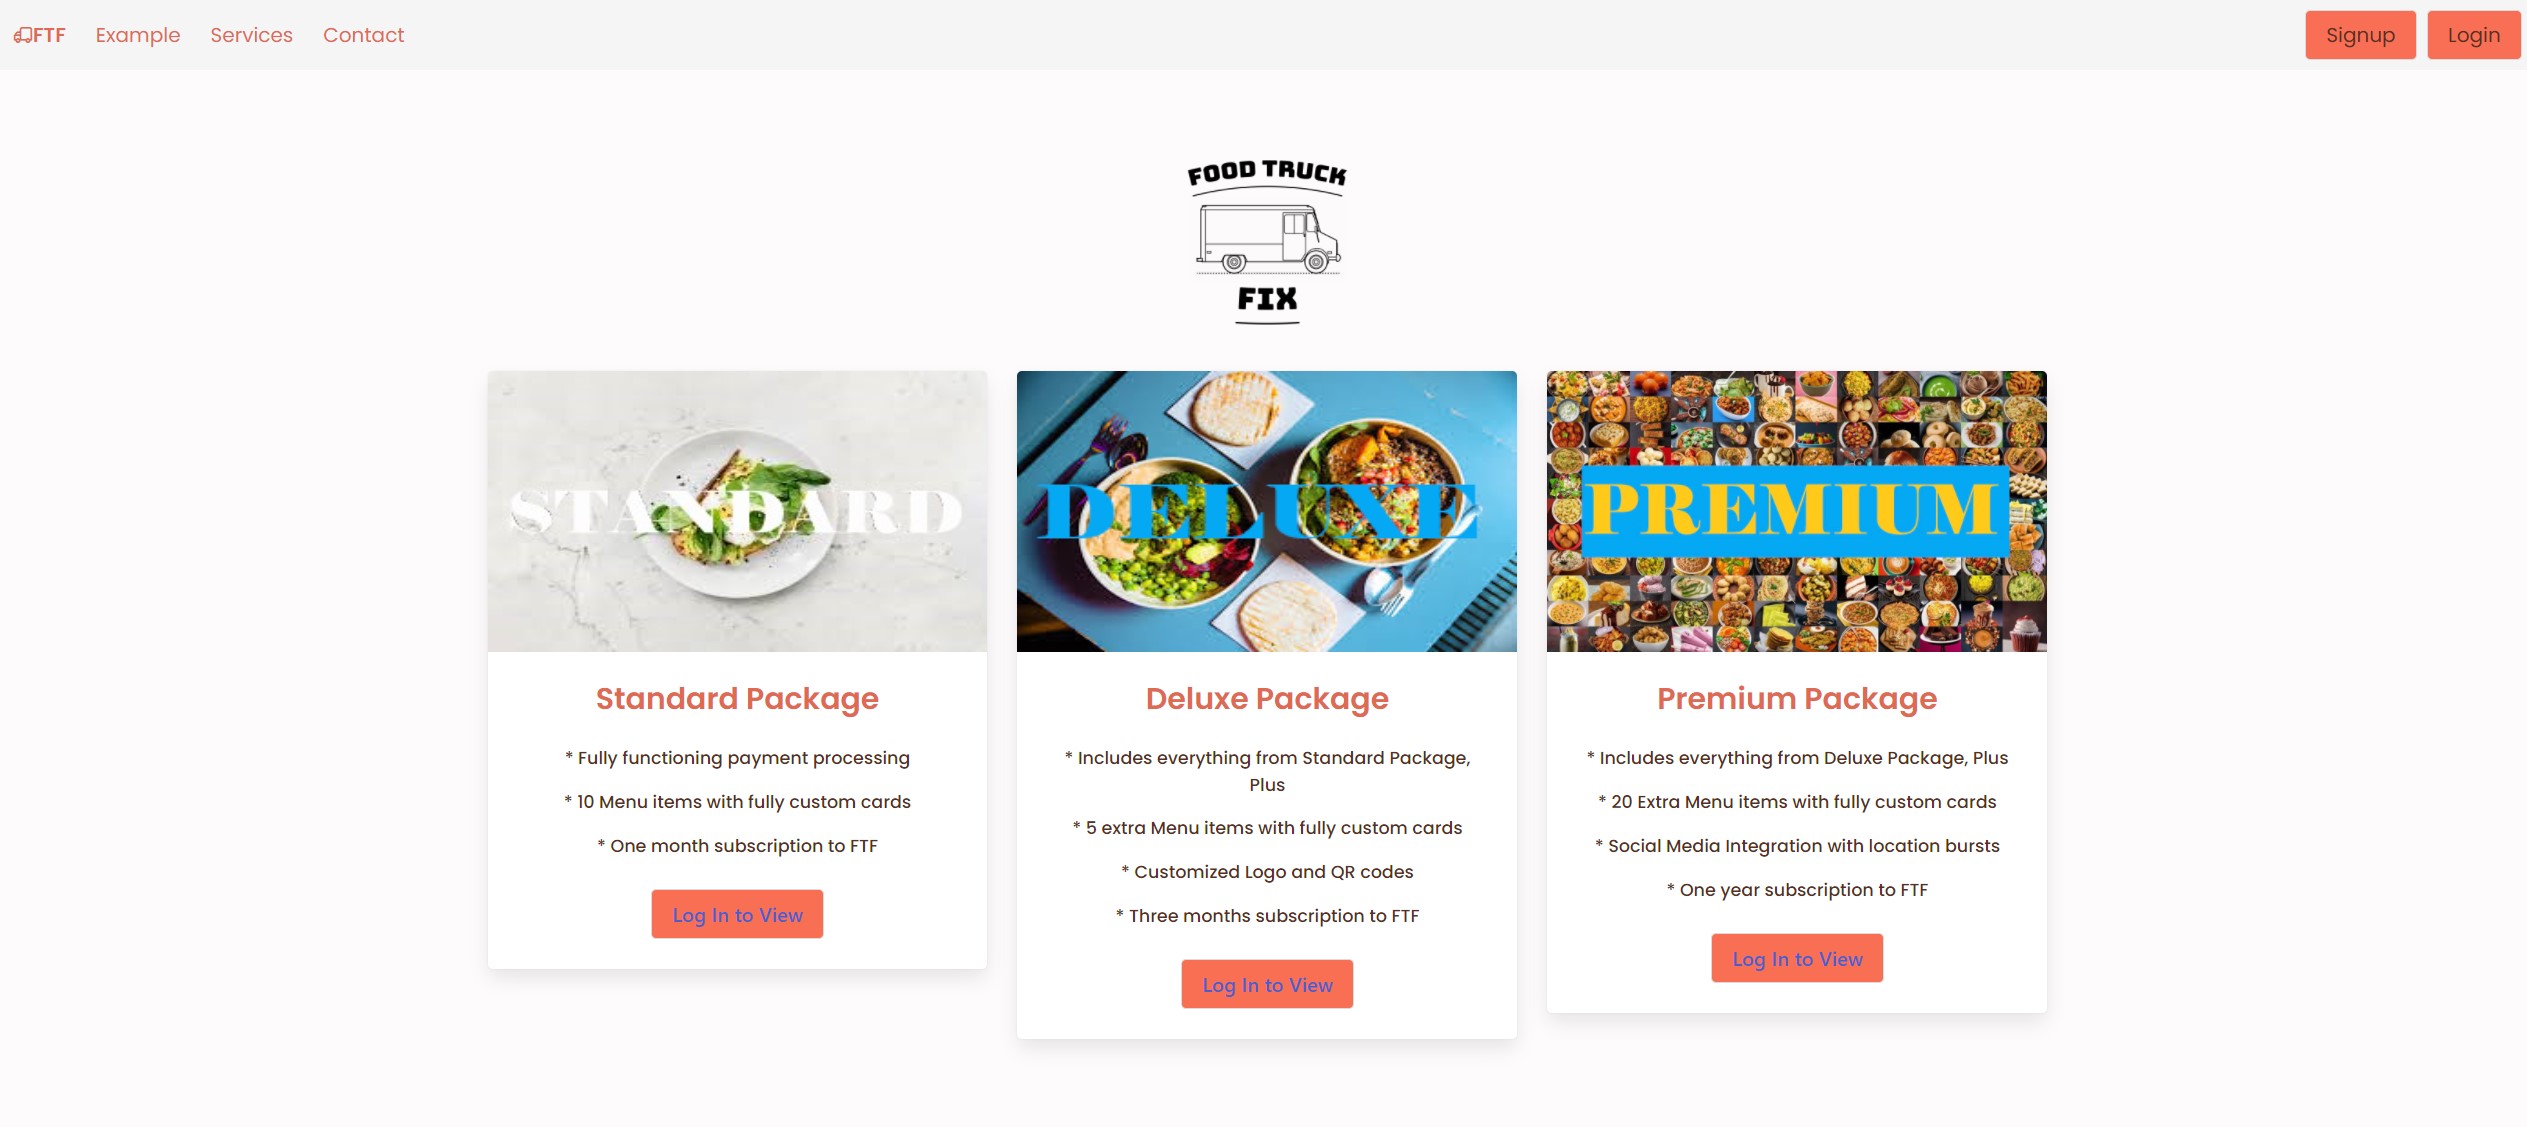 FTF Example Services Contact Signup Login
FOOD TRUCK
FIX
STANDARD
DELUXE
PREMIUM
Standard Package
* Fully functioning payment processing
* 10 Menu items with fully custom cards
* One month subscription to FTF
Log In to View
Deluxe Package
* Includes everything from Standard Package,
Plus
* 5 extra Menu items with fully custom cards
* Customized Logo and QR codes
* Three months subscription to FTF
Log In to View
Premium Package
* Includes everything from Deluxe Package, Plus
* 20 Extra Menu items with fully custom cards
* Social Media Integration with location bursts
* One year subscription to FTF
Log In to View